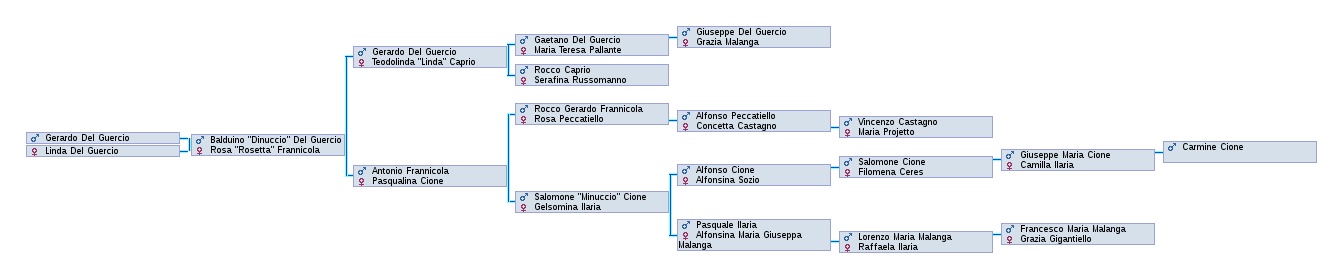 Gerardo Del Guercio
Linda Del Guercio
Balduino "Dinuccio" Del Guercio
Rosa "Rosetta" Frannicola
Gerardo Del Guercio
Teodolinda "Linda" Caprio
Antonio Frannicola
Pasqualina Cione
Gaetano Del Guercio
Maria Teresa Pallante
Rocco Caprio
Serafina Russomanno
Rocco Gerardo Frannicola
Rosa Peccatiello
Salomone "Minuccio" Cione
Gelsomina Ilaria
Giuseppe Del Guercio
Grazia Malanga
Alfonso Peccatiello
Concetta Castagno
Alfonso Cione
Alfonsina Sozio
Pasquale Ilaria
Alfonsina Maria Giuseppa
Malanga
Vincenzo Castagno
Maria Projetto
Salomone Cione
Filomena Ceres
Lorenzo Maria Malanga
Raffaela Ilaria
Giuseppe Maria Cione
Camilla Ilaria
Francesco Maria Malanga
Grazia Gigantiello
Carmine Cione